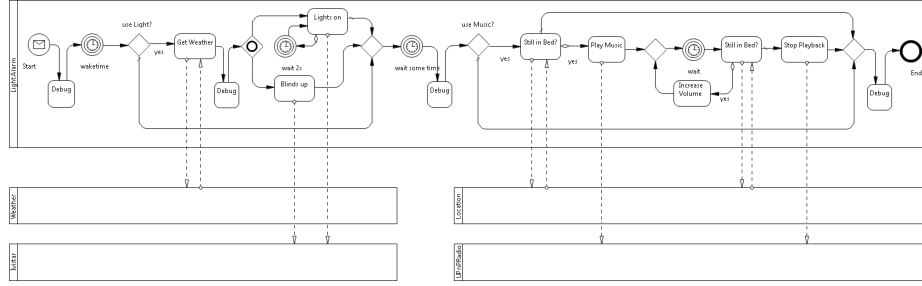 LightAlarm
Start
Debug
waketime
use Light?
yes
Get Weather
Debug
Lights on
wait 2s
Blinds up
wait some time
Debug
use Music?
yes
Still in Bed?
yes
Play Music
wait
Increase
Volume
yes
Still in Bed?
Stop Playback
Debug
End
Weather
Location
UPnPRadio